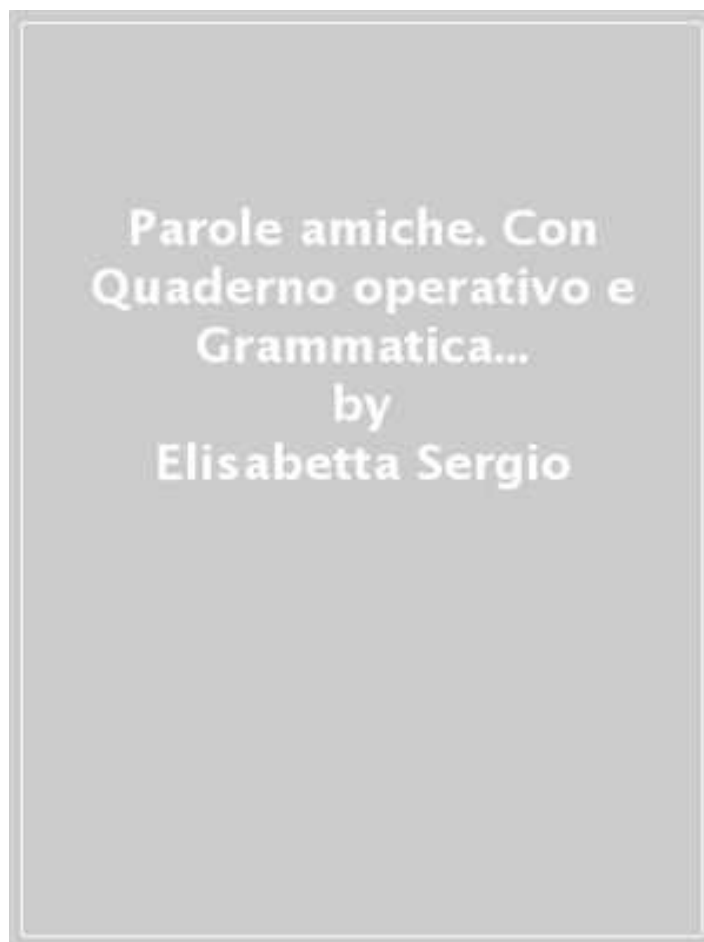 Parole amiche. Con
Quaderno operativo e
Grammatica...
by
Elisabetta Sergio